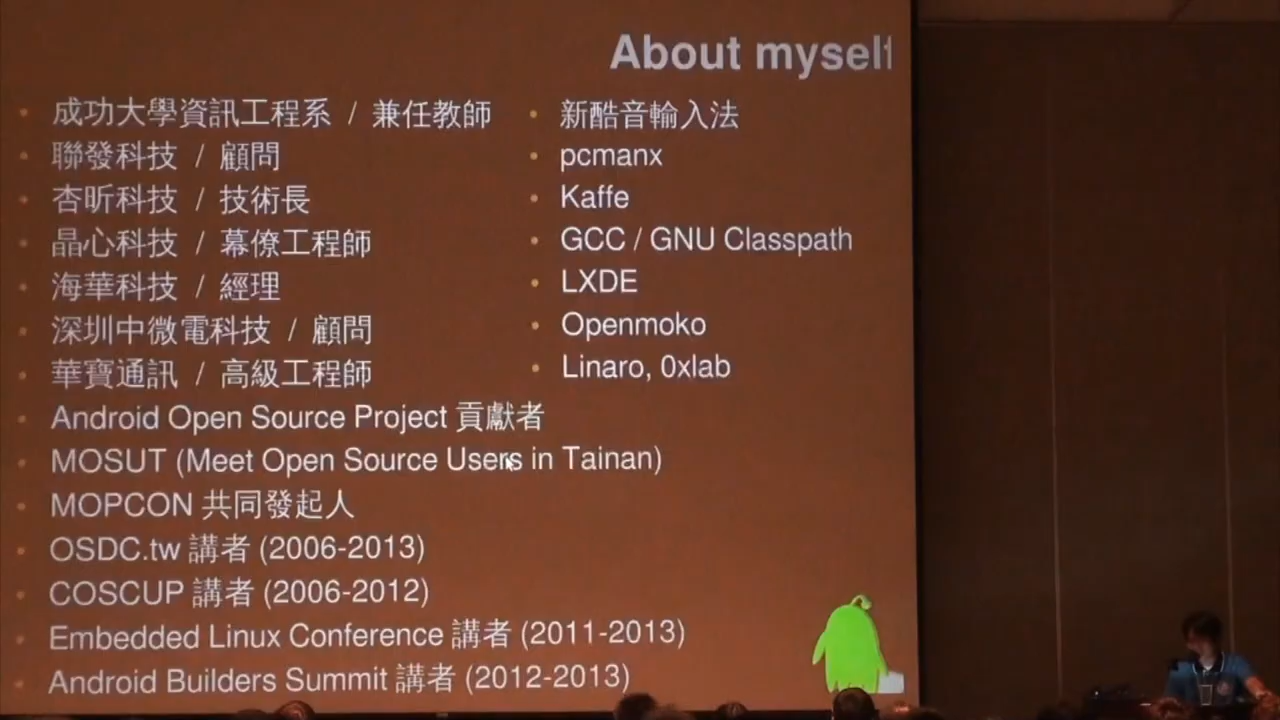 About myself
成功大學資訊工程系 / 兼任教師
聯發科技 / 顧問
杏昕科技 / 技術長
晶心科技 / 幕僚工程師
海華科技 / 經理
深圳中微電科技 / 顧問
華寶通訊 / 高級工程師
Android Open Source Project 貢獻者
MOSUT (Meet Open Source Users in Tainan)
MOPCON 共同發起人
OSDC.tw 講者 (2006-2013)
COSCUP 講者 (2006-2012)
Embedded Linux Conference 講者 (2011-2013)
Android Builders Summit 講者 (2012-2013)
新酷音輸入法
pcmanx
Kaffe
GCC / GNU Classpath
LXDE
Openmoko
Linaro, 0xlab